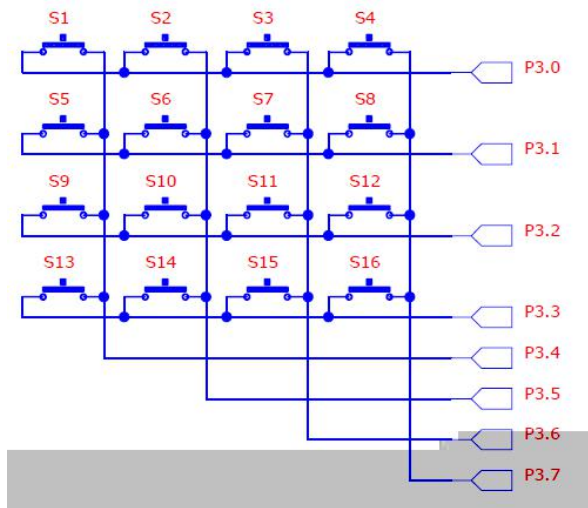 S1 S2 S3 S4
P3.0
S5 S6 S7 S8
P3.1
S9 S10 S11 S12
P3.2
S13 S14 S15 S16
P3.3
P3.4
P3.5
P3.6
P3.7